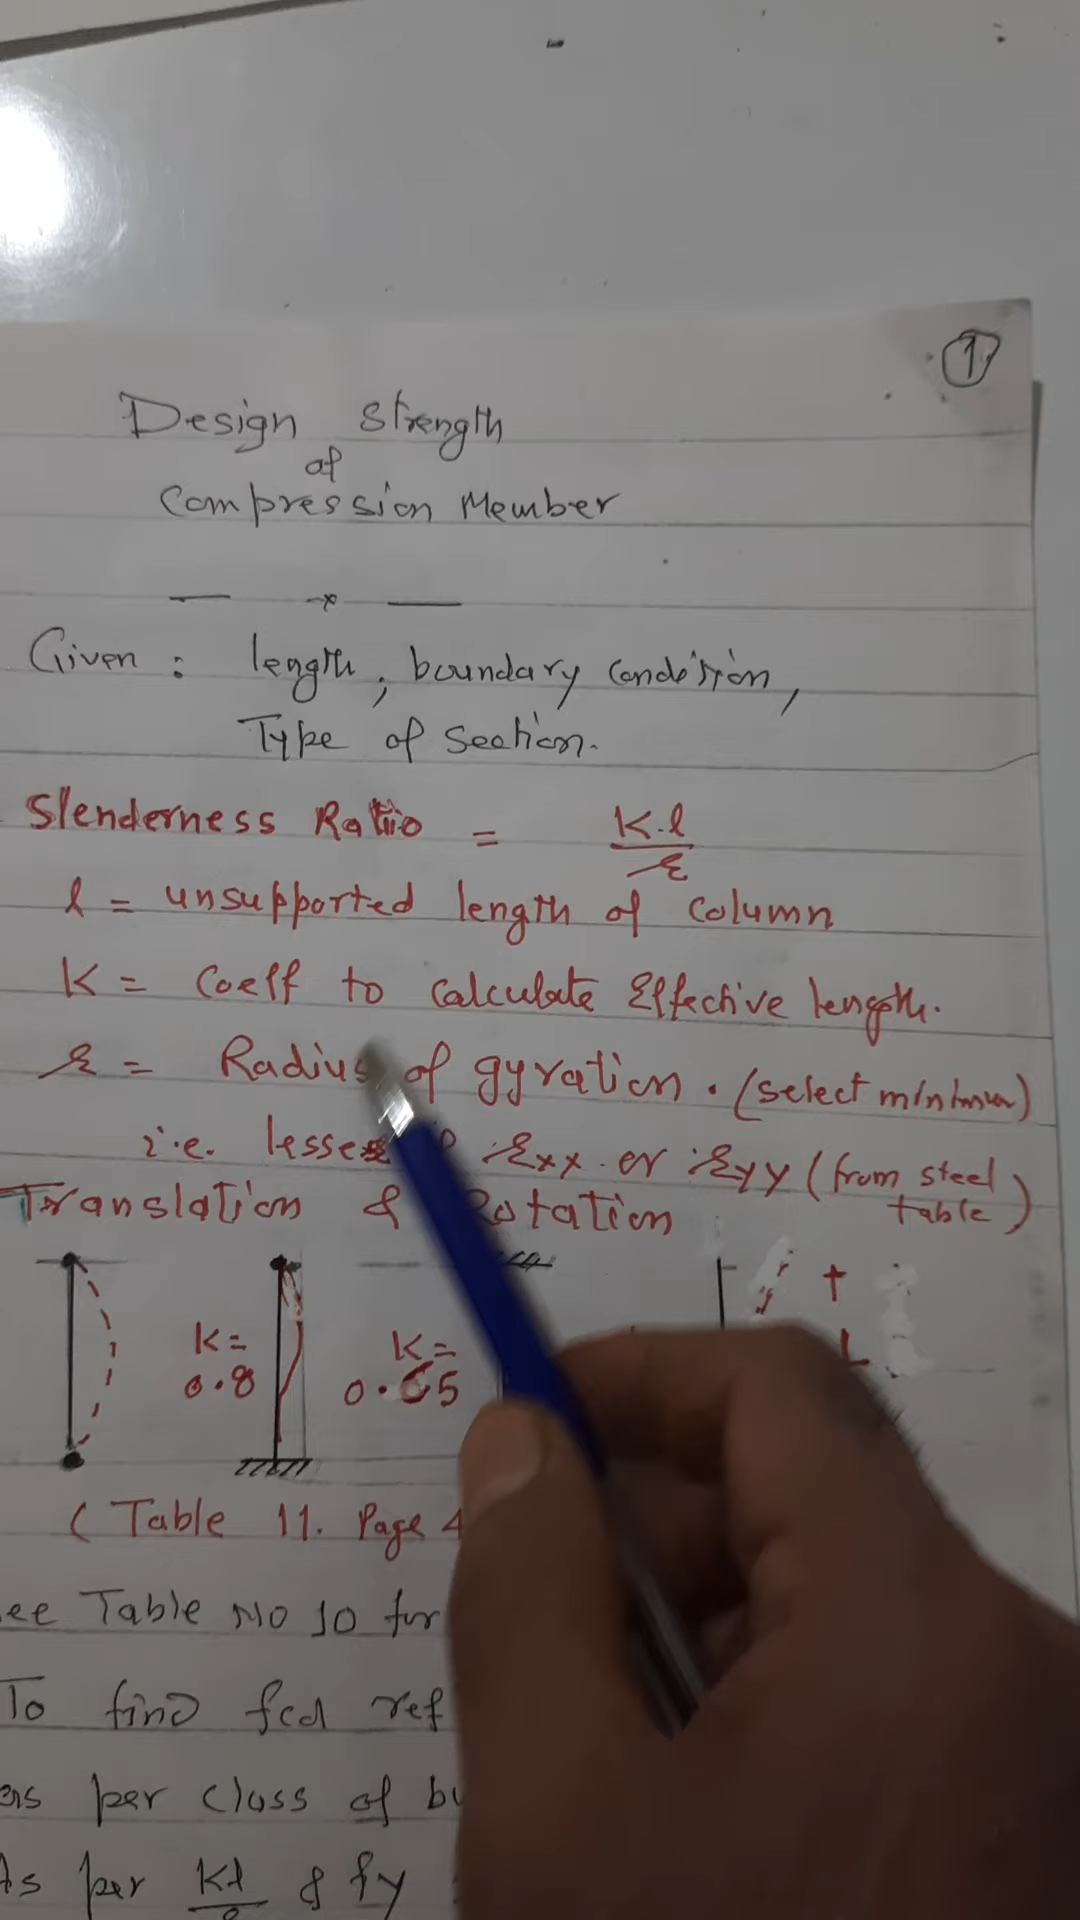 1
Design Strength
of
Compression Member
Given : length, boundary condition,
Type of section.
Slenderness Ratio = K.l / r
l = unsupported length of column
K = Coeff to calculate Effective length.
r = Radius of gyration. (select minimum)
i.e. lesser rxx or ryy (from steel table)
Translation & Rotation
K = 0.8
K = 0.65
(Table 11. Page 4
ee Table No 10 for
To find fcd ref
as per class of bu
As per Kl & fy